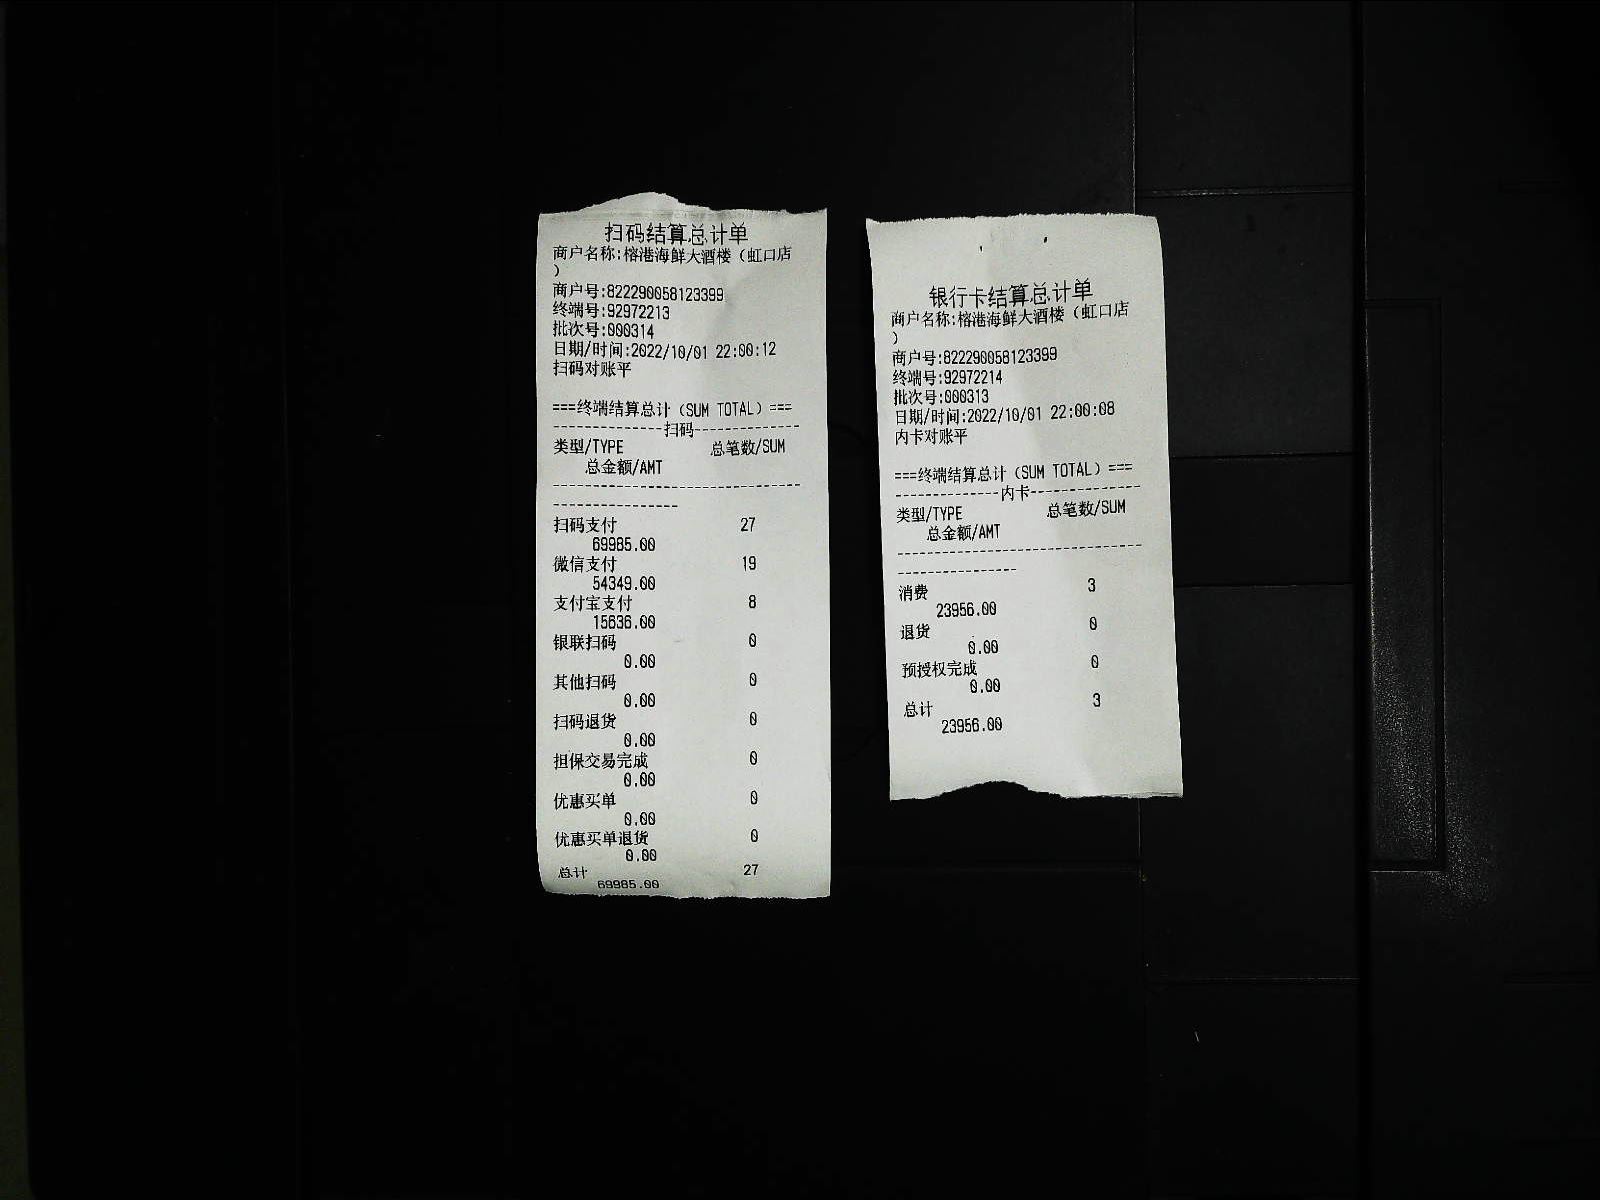 扫码结算总计单
商户名称:榕港海鲜大酒楼（虹口店
）
商户号:822290058123399
终端号:92972213
批次号:000314
日期/时间:2022/10/01 22:00:12
扫码对账平
===终端结算总计（SUM TOTAL）===
--------------扫码--------------
类型/TYPE 总笔数/SUM
总金额/AMT
--------------------------------
----------------
扫码支付 27
69985.00
微信支付 19
54349.00
支付宝支付 8
15636.00
银联扫码 0
0.00
其他扫码 0
0.00
扫码退货 0
0.00
担保交易完成 0
0.00
优惠买单 0
0.00
优惠买单退货 0
0.00
总计 27
69985.00
银行卡结算总计单
商户名称:榕港海鲜大酒楼（虹口店
）
商户号:822290058123399
终端号:92972214
批次号:000313
日期/时间:2022/10/01 22:00:08
内卡对账平
===终端结算总计（SUM TOTAL）===
--------------内卡--------------
类型/TYPE 总笔数/SUM
总金额/AMT
--------------------------------
----------------
消费 3
23956.00
退货 0
0.00
预授权完成 0
0.00
总计 3
23956.00